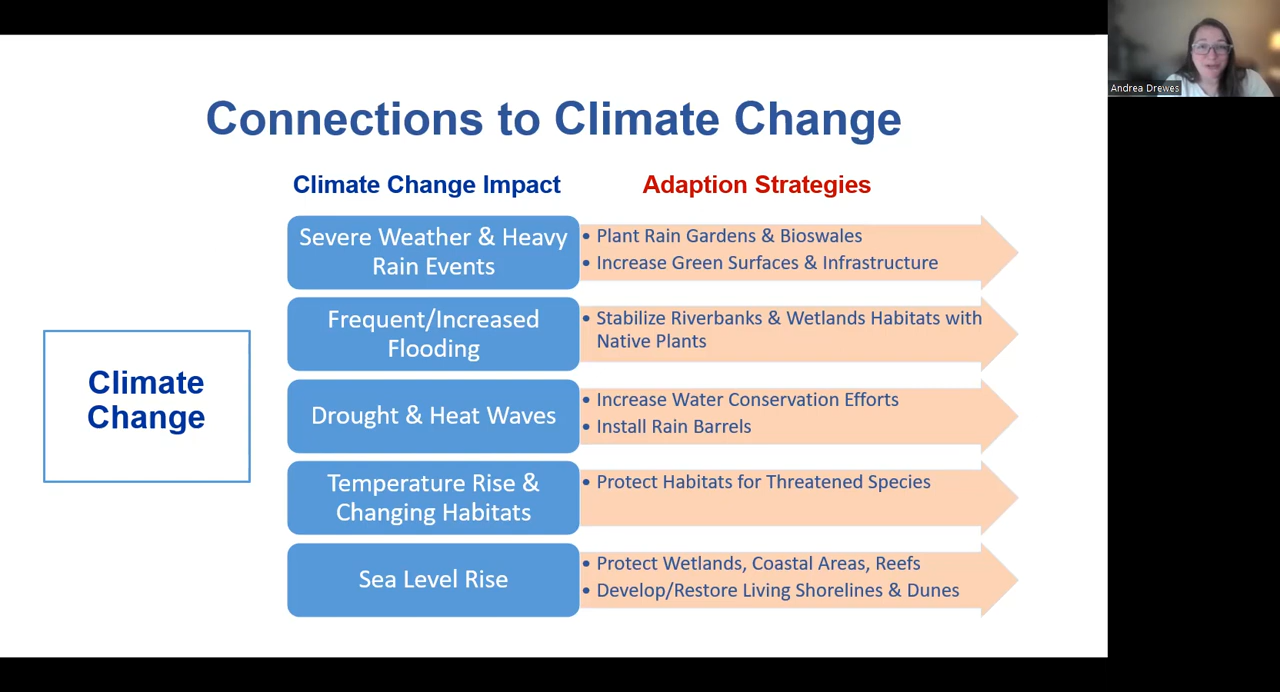 Connections to Climate Change
Climate Change Impact
Adaption Strategies
Climate
Change
Severe Weather & Heavy
Rain Events
• Plant Rain Gardens & Bioswales
• Increase Green Surfaces & Infrastructure
Frequent/Increased
Flooding
• Stabilize Riverbanks & Wetlands Habitats with
Native Plants
Drought & Heat Waves
• Increase Water Conservation Efforts
• Install Rain Barrels
Temperature Rise &
Changing Habitats
• Protect Habitats for Threatened Species
Sea Level Rise
• Protect Wetlands, Coastal Areas, Reefs
• Develop/Restore Living Shorelines & Dunes
Andrea Drewes